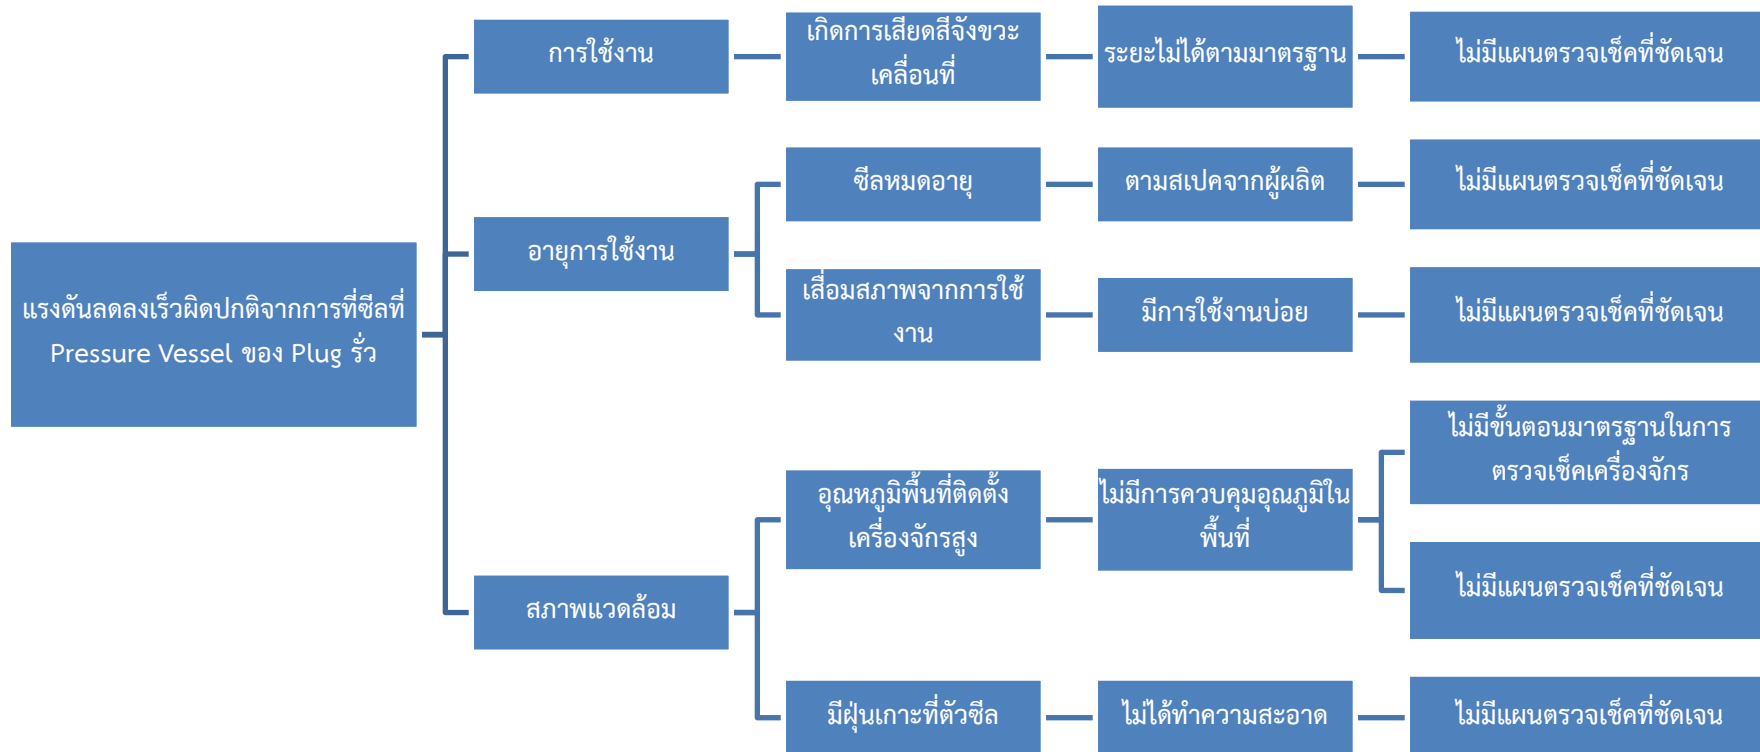 แรงดันลดลงเร็วผิดปกติจากการที่ซีลที่
Pressure Vessel ของ Plug รั่ว
การใช้งาน
เกิดการเสียดสีจังขวะ
เคลื่อนที่
ระยะไม่ได้ตามมาตรฐาน
ไม่มีแผนตรวจเช็คที่ชัดเจน
อายุการใช้งาน
ซีลหมดอายุ
ตามสเปคจากผู้ผลิต
ไม่มีแผนตรวจเช็คที่ชัดเจน
เสื่อมสภาพจากการใช้
งาน
มีการใช้งานบ่อย
ไม่มีแผนตรวจเช็คที่ชัดเจน
สภาพแวดล้อม
อุณหภูมิพื้นที่ติดตั้ง
เครื่องจักรสูง
ไม่มีการควบคุมอุณภูมิใน
พื้นที่
ไม่มีขั้นตอนมาตรฐานในการ
ตรวจเช็คเครื่องจักร
ไม่มีแผนตรวจเช็คที่ชัดเจน
มีฝุ่นเกาะที่ตัวซีล
ไม่ได้ทำความสะอาด
ไม่มีแผนตรวจเช็คที่ชัดเจน